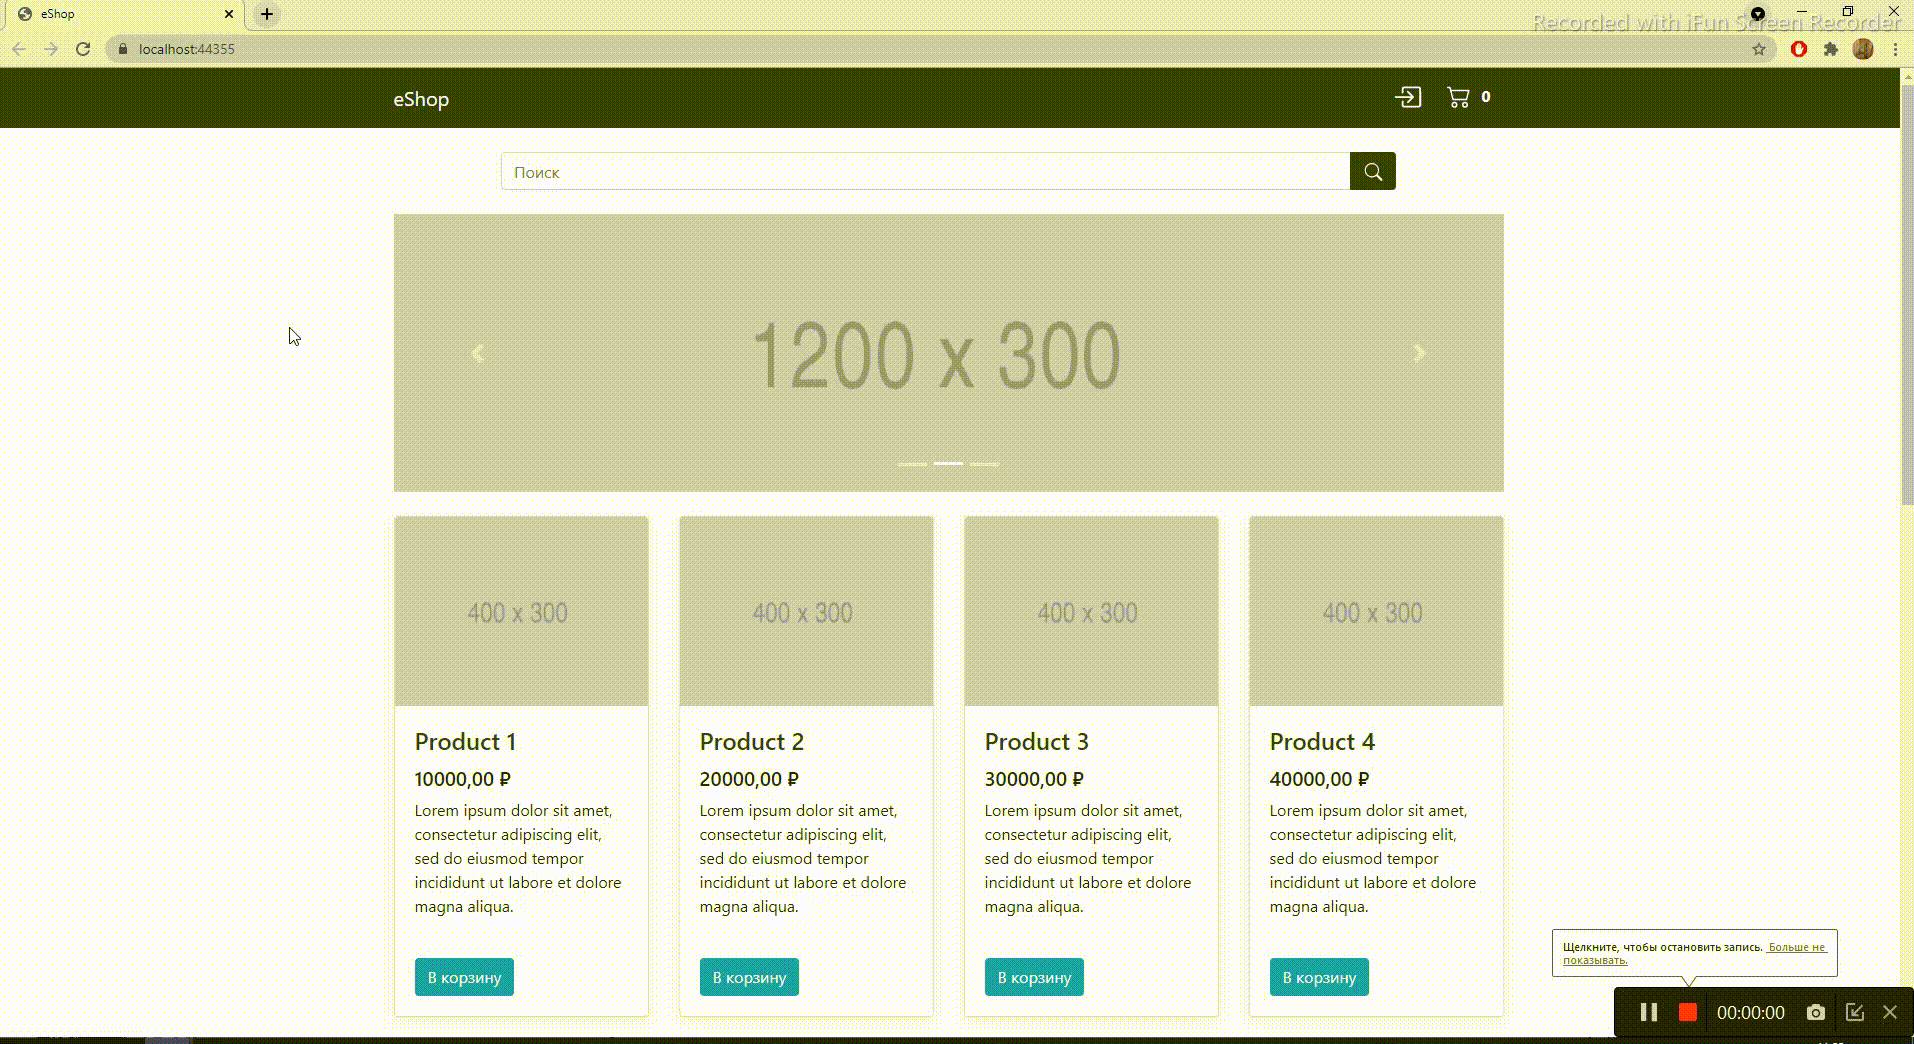 eShop
Recorded with iFun Screen Recorder
localhost:44355
eShop
0
Поиск
1200 x 300
400 x 300
400 x 300
400 x 300
400 x 300
Product 1
10000,00 ₽
Lorem ipsum dolor sit amet,
consectetur adipiscing elit,
sed do eiusmod tempor
incididunt ut labore et dolore
magna aliqua.
В корзину
Product 2
20000,00 ₽
Lorem ipsum dolor sit amet,
consectetur adipiscing elit,
sed do eiusmod tempor
incididunt ut labore et dolore
magna aliqua.
В корзину
Product 3
30000,00 ₽
Lorem ipsum dolor sit amet,
consectetur adipiscing elit,
sed do eiusmod tempor
incididunt ut labore et dolore
magna aliqua.
В корзину
Product 4
40000,00 ₽
Lorem ipsum dolor sit amet,
consectetur adipiscing elit,
sed do eiusmod tempor
incididunt ut labore et dolore
magna aliqua.
В корзину
Щелкните, чтобы остановить запись. Больше не
показывать.
00:00:00